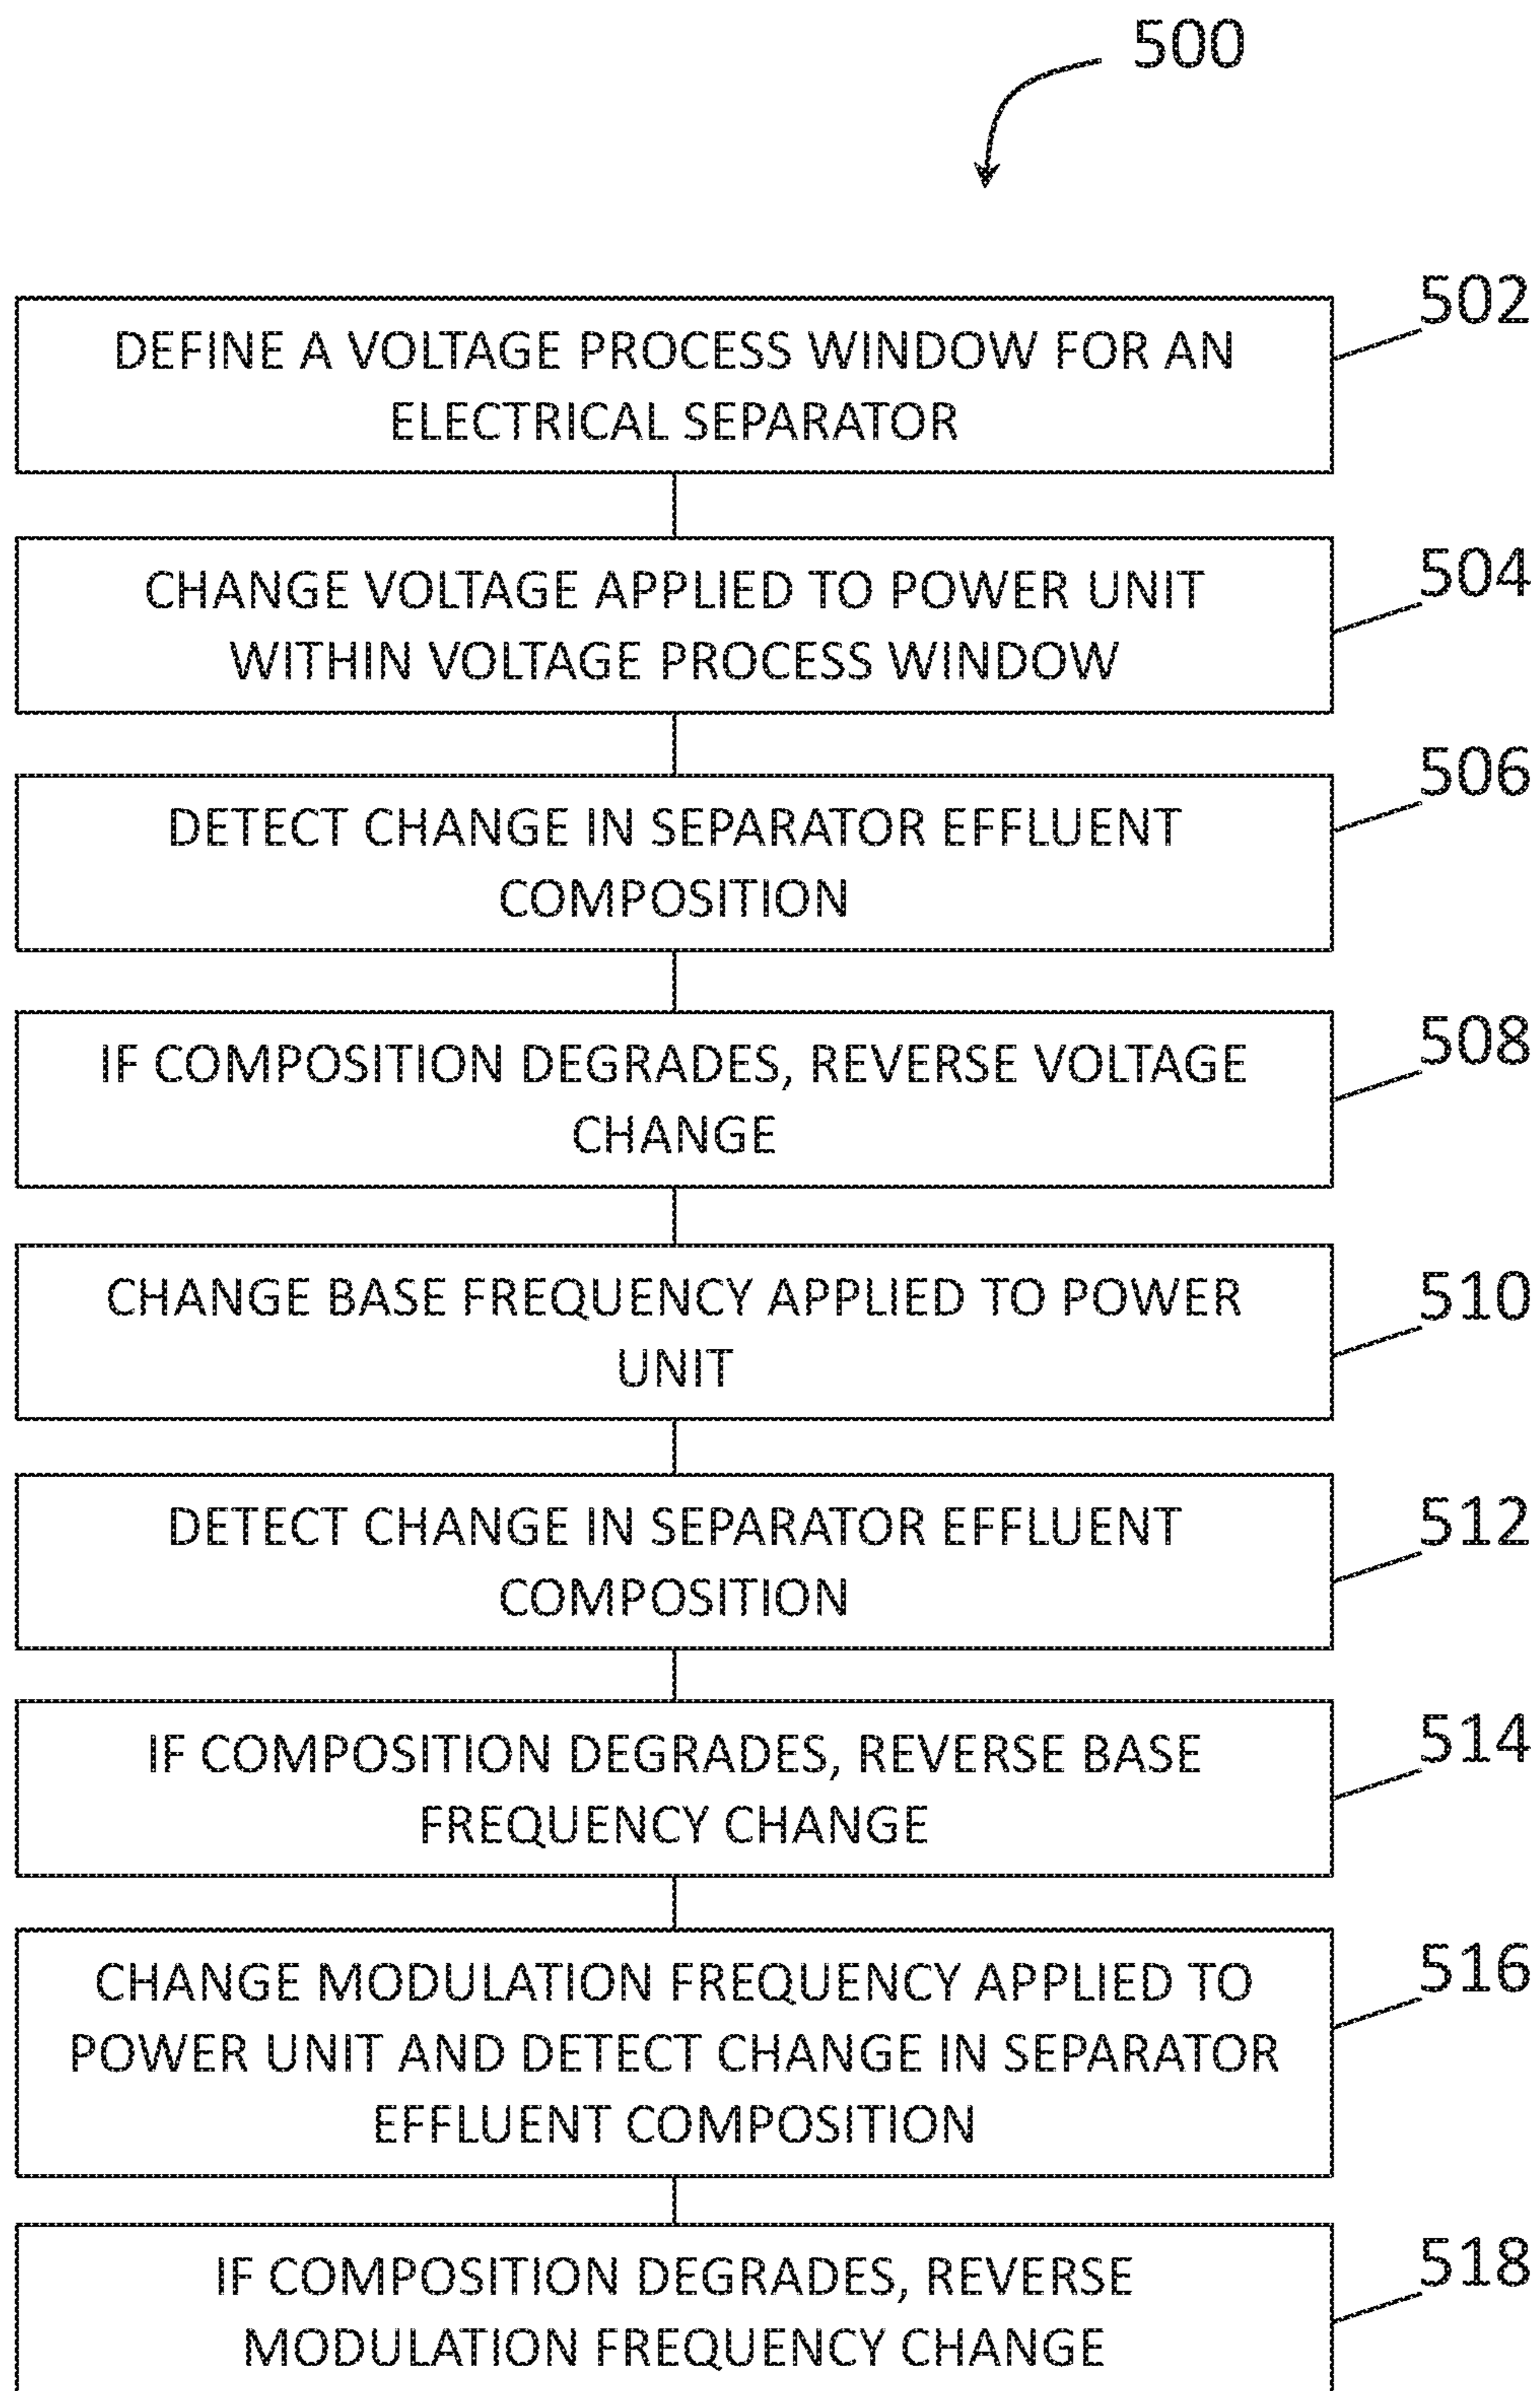 500
502
DEFINE A VOLTAGE PROCESS WINDOW FOR AN
ELECTRICAL SEPARATOR
504
CHANGE VOLTAGE APPLIED TO POWER UNIT
WITHIN VOLTAGE PROCESS WINDOW
506
DETECT CHANGE IN SEPARATOR EFFLUENT
COMPOSITION
508
IF COMPOSITION DEGRADES, REVERSE VOLTAGE
CHANGE
510
CHANGE BASE FREQUENCY APPLIED TO POWER
UNIT
512
DETECT CHANGE IN SEPARATOR EFFLUENT
COMPOSITION
514
IF COMPOSITION DEGRADES, REVERSE BASE
FREQUENCY CHANGE
516
CHANGE MODULATION FREQUENCY APPLIED TO
POWER UNIT AND DETECT CHANGE IN SEPARATOR
EFFLUENT COMPOSITION
518
IF COMPOSITION DEGRADES, REVERSE
MODULATION FREQUENCY CHANGE